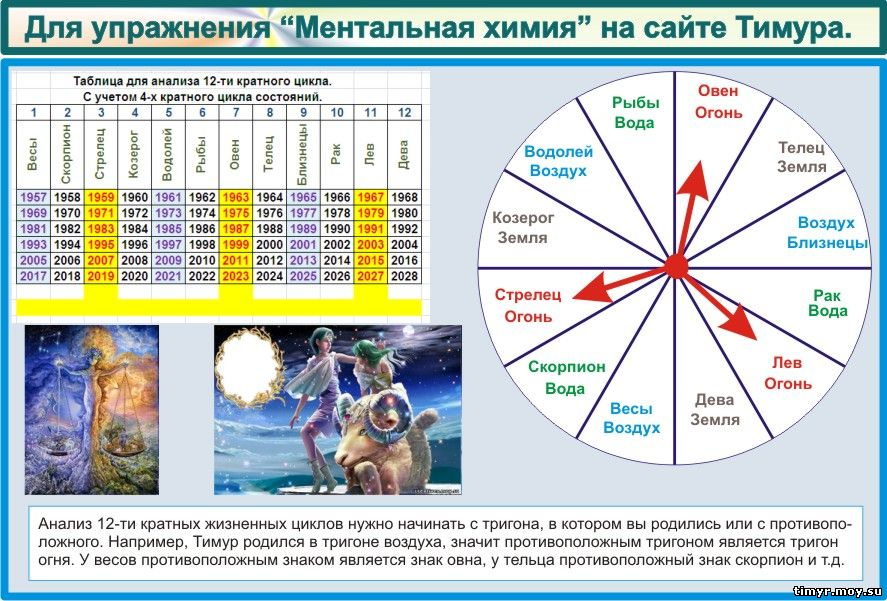 Для упражнения “Ментальная химия” на сайте Тимура.
Таблица для анализа 12-ти кратного цикла.
С учетом 4-х кратного цикла состояний.
1 2 3 4 5 6 7 8 9 10 11 12
Весы Скорпион Стрелец Козерог Водолей Рыбы Овен Телец Близнецы Рак Лев Дева
1957 1958 1959 1960 1961 1962 1963 1964 1965 1966 1967 1968
1969 1970 1971 1972 1973 1974 1975 1976 1977 1978 1979 1980
1981 1982 1983 1984 1985 1986 1987 1988 1989 1990 1991 1992
1993 1994 1995 1996 1997 1998 1999 2000 2001 2002 2003 2004
2005 2006 2007 2008 2009 2010 2011 2012 2013 2014 2015 2016
2017 2018 2019 2020 2021 2022 2023 2024 2025 2026 2027 2028
Овен
Огонь
Телец
Земля
Воздух
Близнецы
Рак
Вода
Лев
Огонь
Дева
Земля
Весы
Воздух
Скорпион
Вода
Стрелец
Огонь
Козерог
Земля
Водолей
Воздух
Рыбы
Вода
Анализ 12-ти кратных жизненных циклов нужно начинать с тригона, в котором вы родились или с противопо-
ложного. Например, Тимур родился в тригоне воздуха, значит противоположным тригоном является тригон
огня. У весов противоположным знаком является знак овна, у тельца противоположный знак скорпион и т.д.
timyr.moy.su